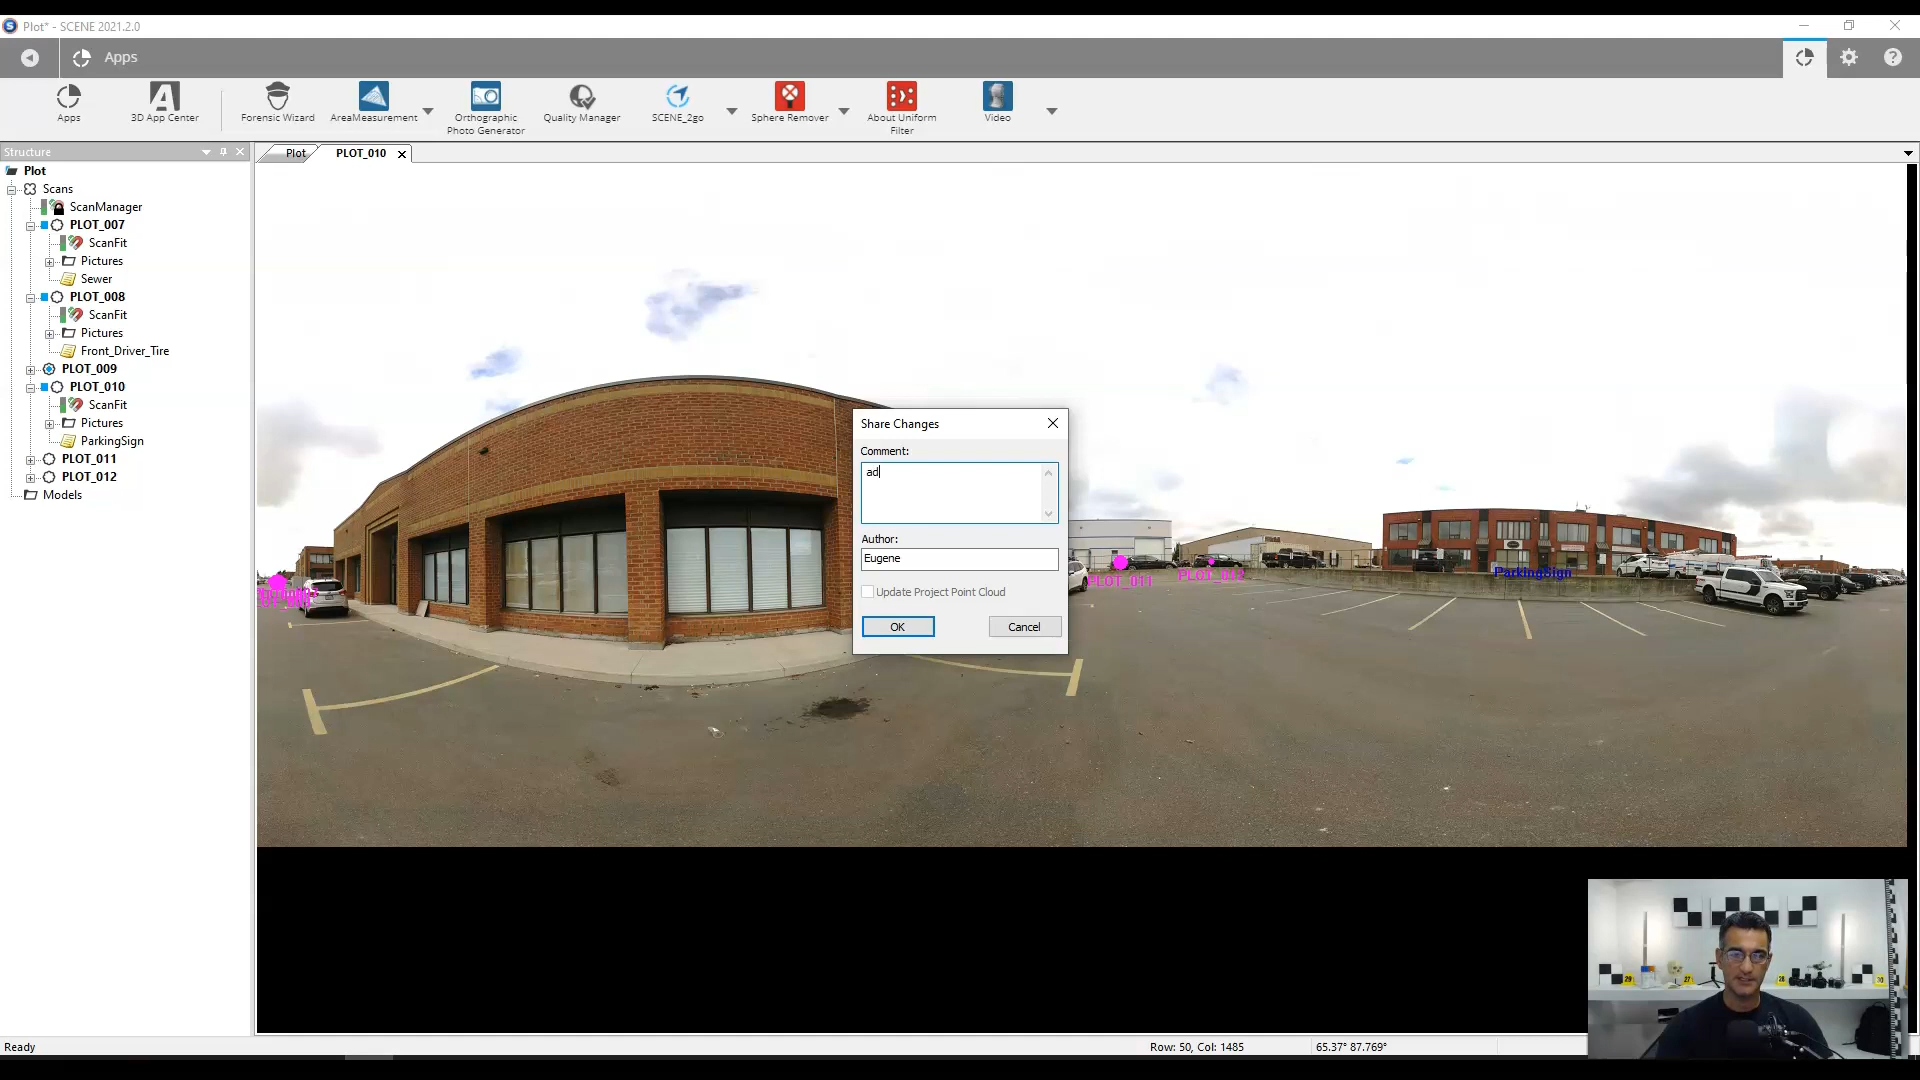 Plot* - SCENE 2021.2.0
Apps
Apps
3D App Center
Forensic Wizard
AreaMeasurement
Orthographic
Photo Generator
Quality Manager
SCENE_2go
Sphere Remover
About Uniform
Filter
Video
Structure
Plot
PLOT_010
Plot
Scans
ScanManager
PLOT_007
ScanFit
Pictures
Sewer
PLOT_008
ScanFit
Pictures
Front_Driver_Tire
PLOT_009
PLOT_010
ScanFit
Pictures
ParkingSign
PLOT_011
PLOT_012
Models
Share Changes
Comment:
ad
Author:
Eugene
Update Project Point Cloud
OK
Cancel
PLOT_011
PLOT_012
ParkingSign
Ready
Row: 50, Col: 1485
65.37° 87.769°